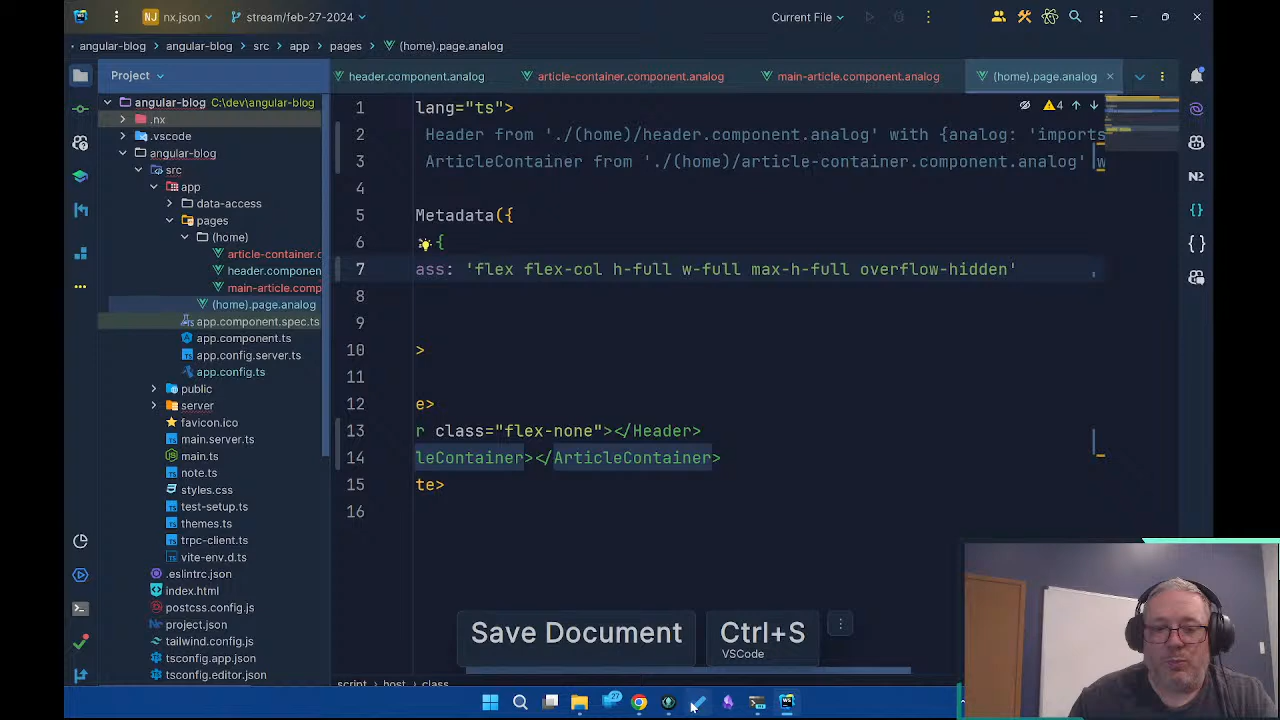 NJ nx.json
stream/feb-27-2024
Current File
angular-blog
angular-blog
src
app
pages
(home).page.analog
Project
header.component.analog
article-container.component.analog
main-article.component.analog
(home).page.analog
angular-blog C:\dev\angular-blog
.nx
.vscode
angular-blog
src
app
data-access
pages
(home)
article-container.c
header.componen
main-article.comp
(home).page.analog
app.component.spec.ts
app.component.ts
app.config.server.ts
app.config.ts
public
server
favicon.ico
main.server.ts
main.ts
note.ts
styles.css
test-setup.ts
themes.ts
trpc-client.ts
vite-env.d.ts
.eslintrc.json
index.html
postcss.config.js
project.json
tailwind.config.js
tsconfig.app.json
tsconfig.editor.json
4
1 lang="ts">
2 Header from './(home)/header.component.analog' with {analog: 'imports
3 ArticleContainer from './(home)/article-container.component.analog' w
4
5 Metadata({
6 {
7 ass: 'flex flex-col h-full w-full max-h-full overflow-hidden'
8
9
10 >
11
12 e>
13 r class="flex-none"></Header>
14 leContainer></ArticleContainer>
15 te>
16
Save Document
Ctrl+S
VSCode
script › host › class
N2
27
WS